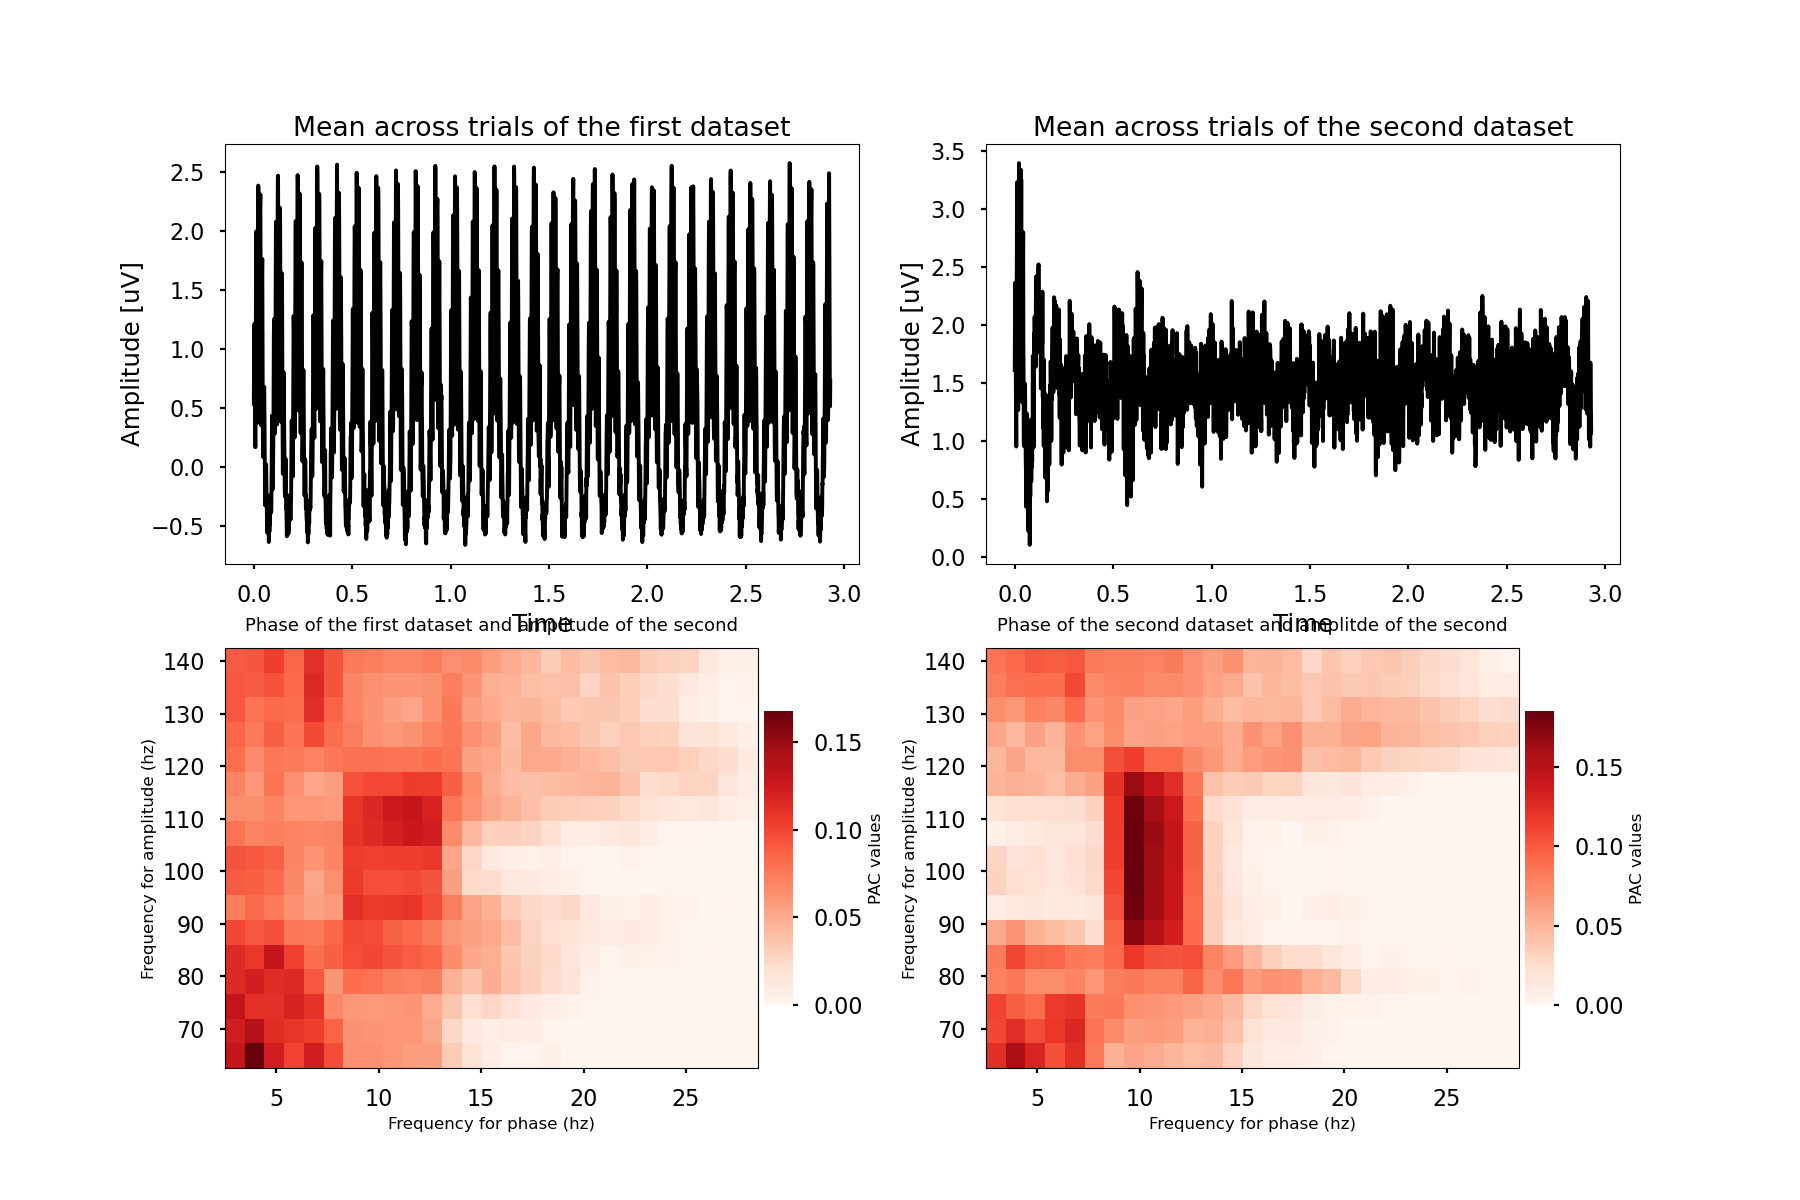 Mean across trials of the first dataset
Amplitude [uV]
2.5
2.0
1.5
1.0
0.5
0.0
−0.5
0.0 0.5 1.0 1.5 2.0 2.5 3.0
Time
Mean across trials of the second dataset
Amplitude [uV]
3.5
3.0
2.5
2.0
1.5
1.0
0.5
0.0
0.0 0.5 1.0 1.5 2.0 2.5 3.0
Time
Phase of the first dataset and amplitude of the second
Frequency for amplitude (hz)
140
130
120
110
100
90
80
70
5 10 15 20 25
Frequency for phase (hz)
0.15
0.10
0.05
0.00
PAC values
Phase of the second dataset and amplitde of the second
Frequency for amplitude (hz)
140
130
120
110
100
90
80
70
5 10 15 20 25
Frequency for phase (hz)
0.15
0.10
0.05
0.00
PAC values